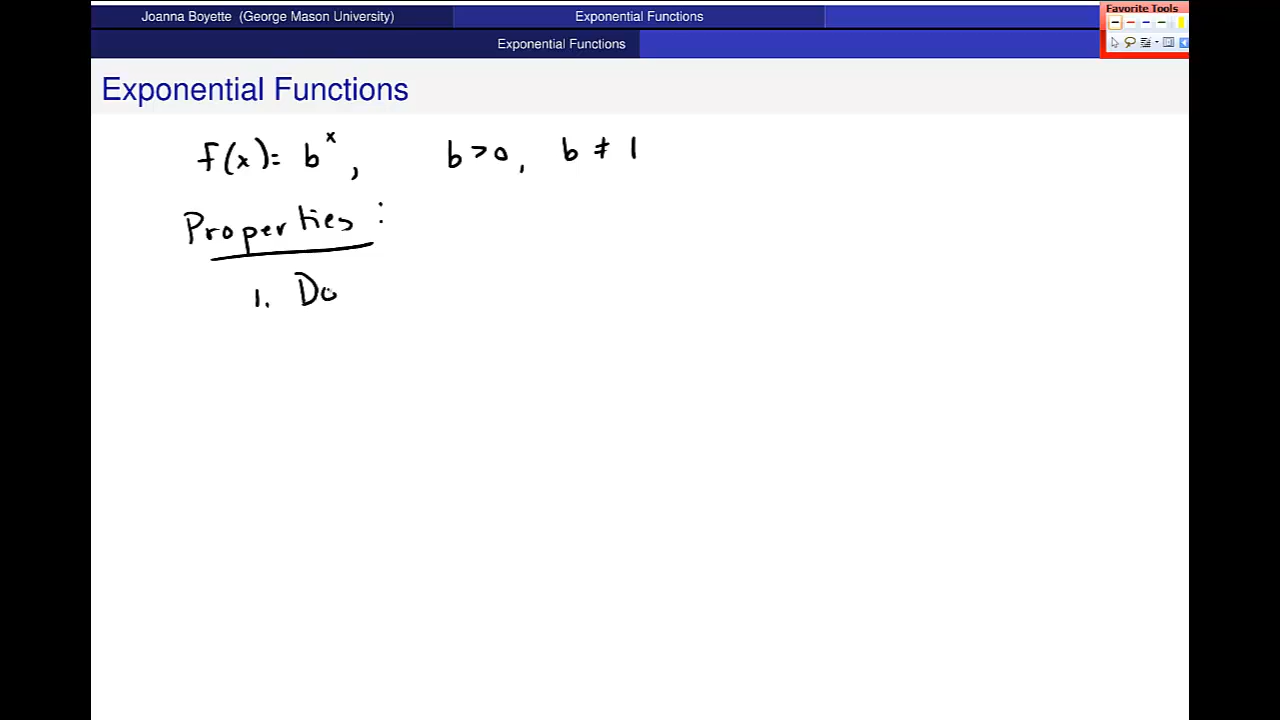 Joanna Boyette (George Mason University) Exponential Functions
Favorite Tools
Exponential Functions
Exponential Functions
f(x)= b^x, b>0, b ≠ 1
Properties:
1. Do